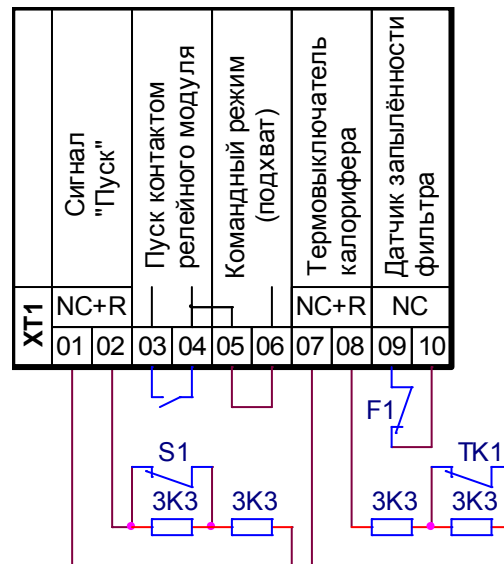 Сигнал
"Пуск"
Пуск контактом
релейного модуля
Командный режим
(подхват)
Термовыключатель
калорифера
Датчик запылённости
фильтра
XT1
NC+R
NC+R
NC
01 02 03 04 05 06 07 08 09 10
F1
S1
TK1
3K3
3K3
3K3
3K3